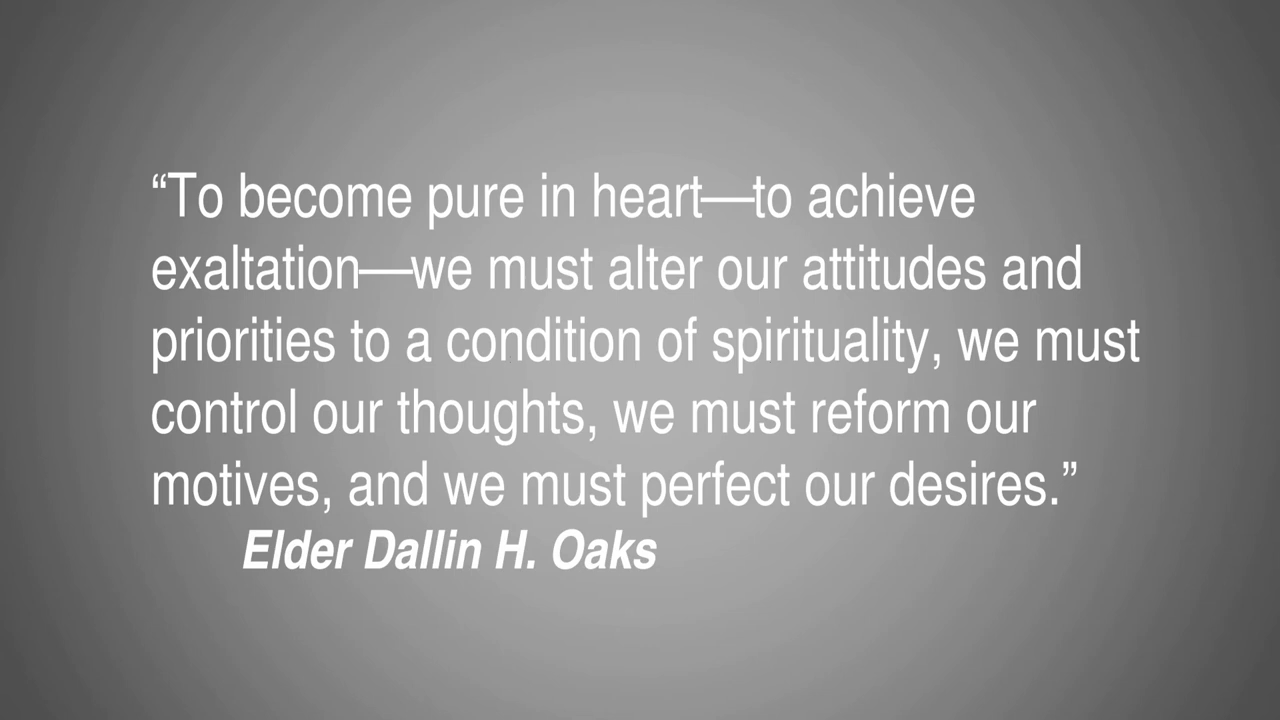 “To become pure in heart—to achieve
exaltation—we must alter our attitudes and
priorities to a condition of spirituality, we must
control our thoughts, we must reform our
motives, and we must perfect our desires.”
Elder Dallin H. Oaks